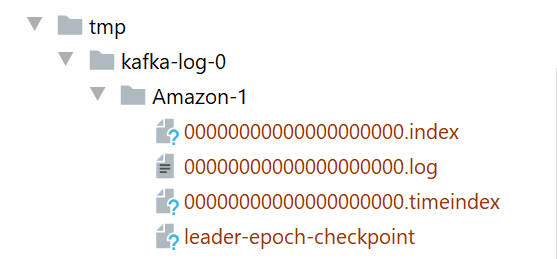 tmp
kafka-log-0
Amazon-1
00000000000000000000.index
00000000000000000000.log
00000000000000000000.timeindex
leader-epoch-checkpoint